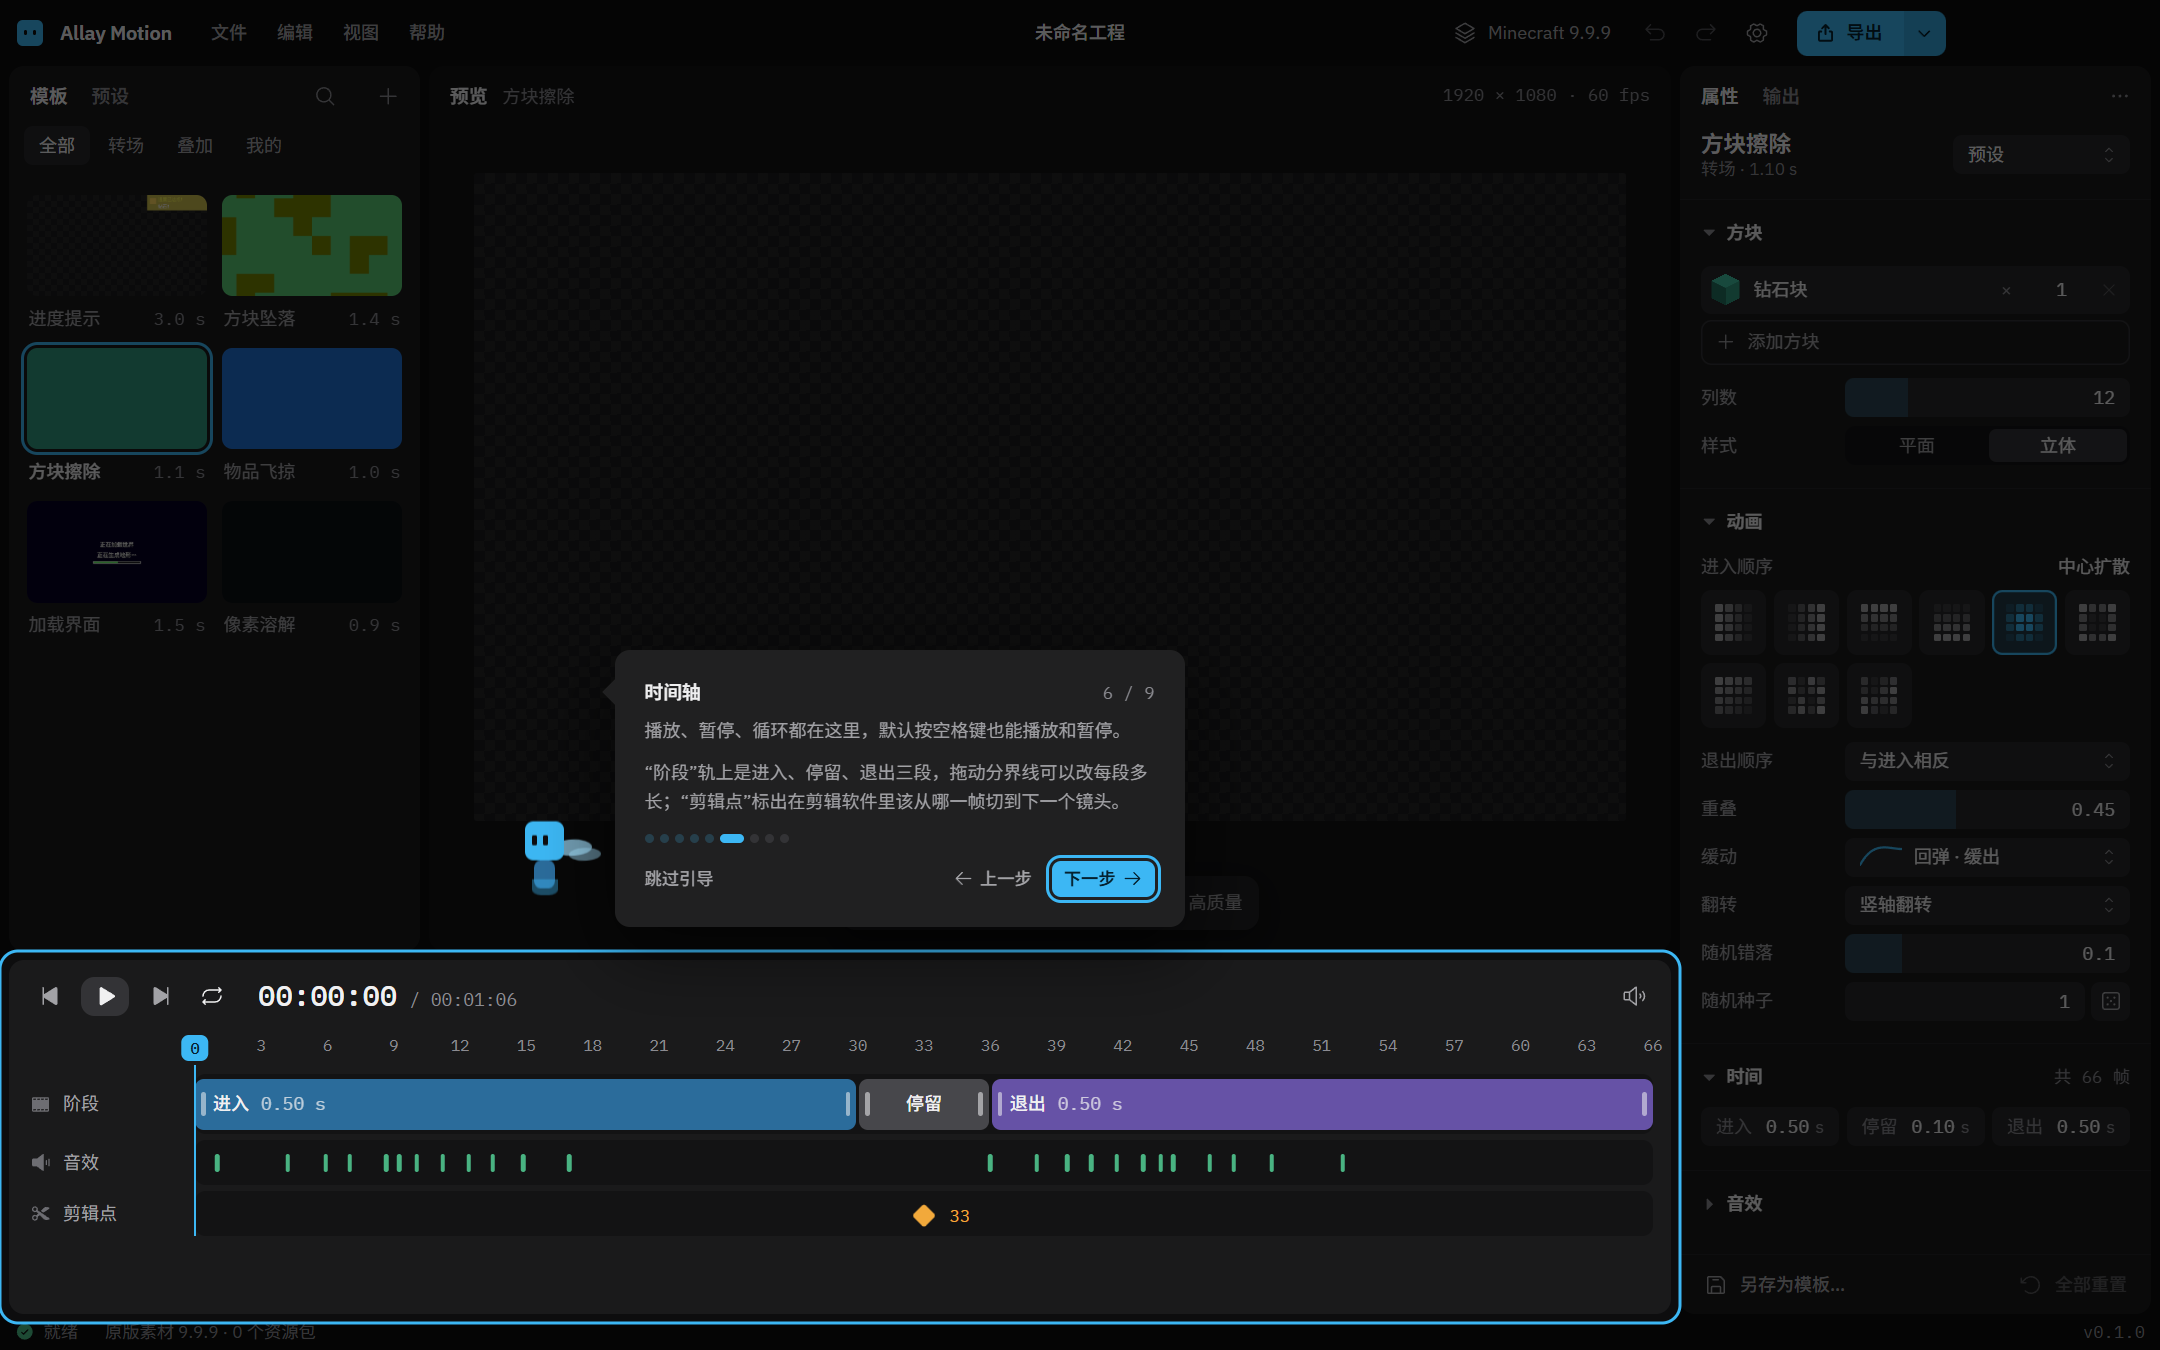 Allay Motion 文件 编辑 视图 帮助 未命名工程 Minecraft 9.9.9 导出
模板 预设
预览 方块擦除 1920 × 1080 · 60 fps
属性 输出
全部 转场 叠加 我的
方块擦除
转场 · 1.10 s
预设
进度提示 3.0 s 方块坠落 1.4 s
方块擦除 1.1 s 物品飞掠 1.0 s
加载界面 1.5 s 像素溶解 0.9 s
方块
钻石块 × 1
添加方块
列数 12
样式 平面 立体
动画
进入顺序 中心扩散
退出顺序 与进入相反
重叠 0.45
缓动 回弹 · 缓出
翻转 竖轴翻转
随机错落 0.1
随机种子 1
时间 共 66 帧
进入 0.50 s 停留 0.10 s 退出 0.50 s
音效
另存为模板... 全部重置
时间轴 6 / 9
播放、暂停、循环都在这里，默认按空格键也能播放和暂停。
“阶段”轨上是进入、停留、退出三段，拖动分界线可以改每段多
长；“剪辑点”标出在剪辑软件里该从哪一帧切到下一个镜头。
跳过引导 上一步 下一步
高质量
00:00:00 / 00:01:06
0 3 6 9 12 15 18 21 24 27 30 33 36 39 42 45 48 51 54 57 60 63 66
阶段 进入 0.50 s 停留 退出 0.50 s
音效
剪辑点 33
就绪 原版素材 9.9.9 · 0 个资源包 v0.1.0